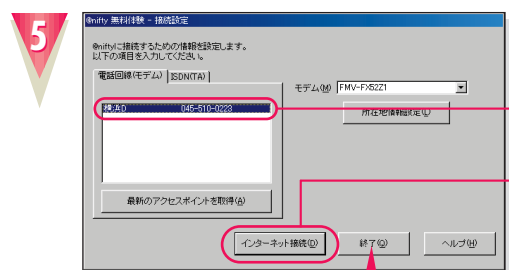 5
@nifty 無料体験 - 接続設定
@niftyに接続するための情報を設定します。
以下の項目を入力してください。
電話回線(モデム)
ISDN(TA)
モデム(M)
FMV-FX52Z1
横浜D 045-510-0223
所在地情報設定(L)
最新のアクセスポイントを取得(A)
インターネット接続(D)
終了(Q)
ヘルプ(H)